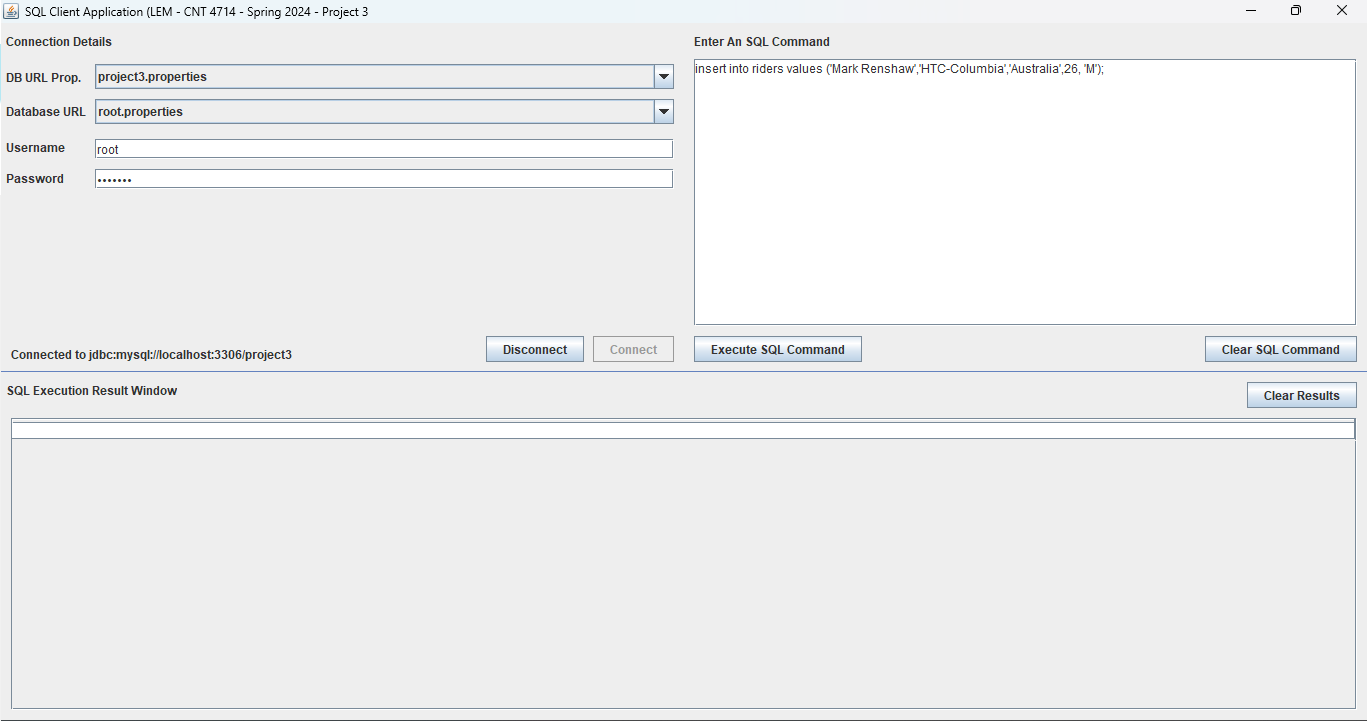 SQL Client Application (LEM - CNT 4714 - Spring 2024 - Project 3
Connection Details
DB URL Prop. project3.properties
Database URL root.properties
Username root
Password •••••••
Connected to jdbc:mysql://localhost:3306/project3 Disconnect Connect
Enter An SQL Command
insert into riders values ('Mark Renshaw','HTC-Columbia','Australia',26, 'M');
Execute SQL Command Clear SQL Command
SQL Execution Result Window Clear Results